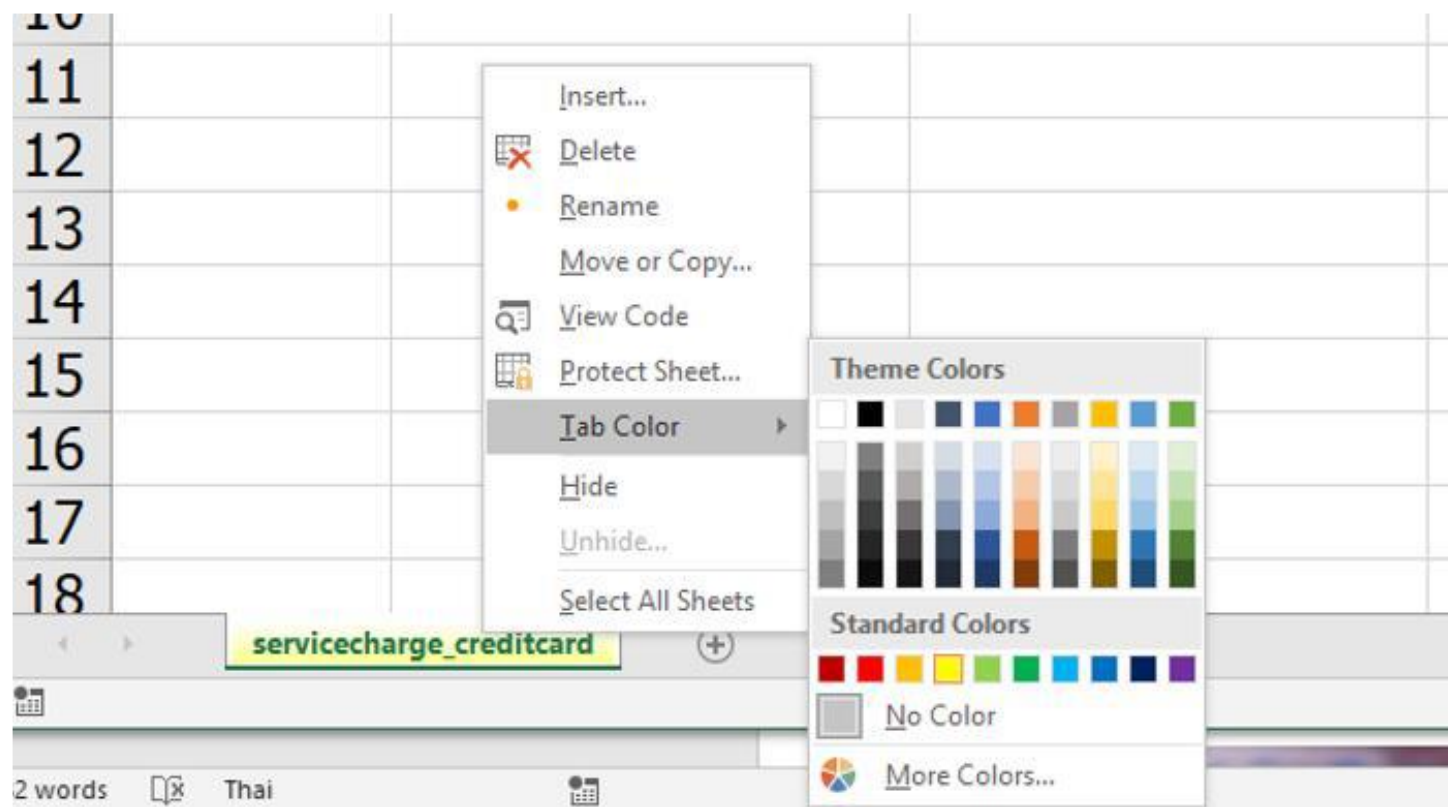 10
11
12
13
14
15
16
17
18
Insert...
Delete
Rename
Move or Copy...
View Code
Protect Sheet...
Tab Color
Hide
Unhide...
Select All Sheets
Theme Colors
Standard Colors
No Color
More Colors...
servicecharge_creditcard
2 words Thai